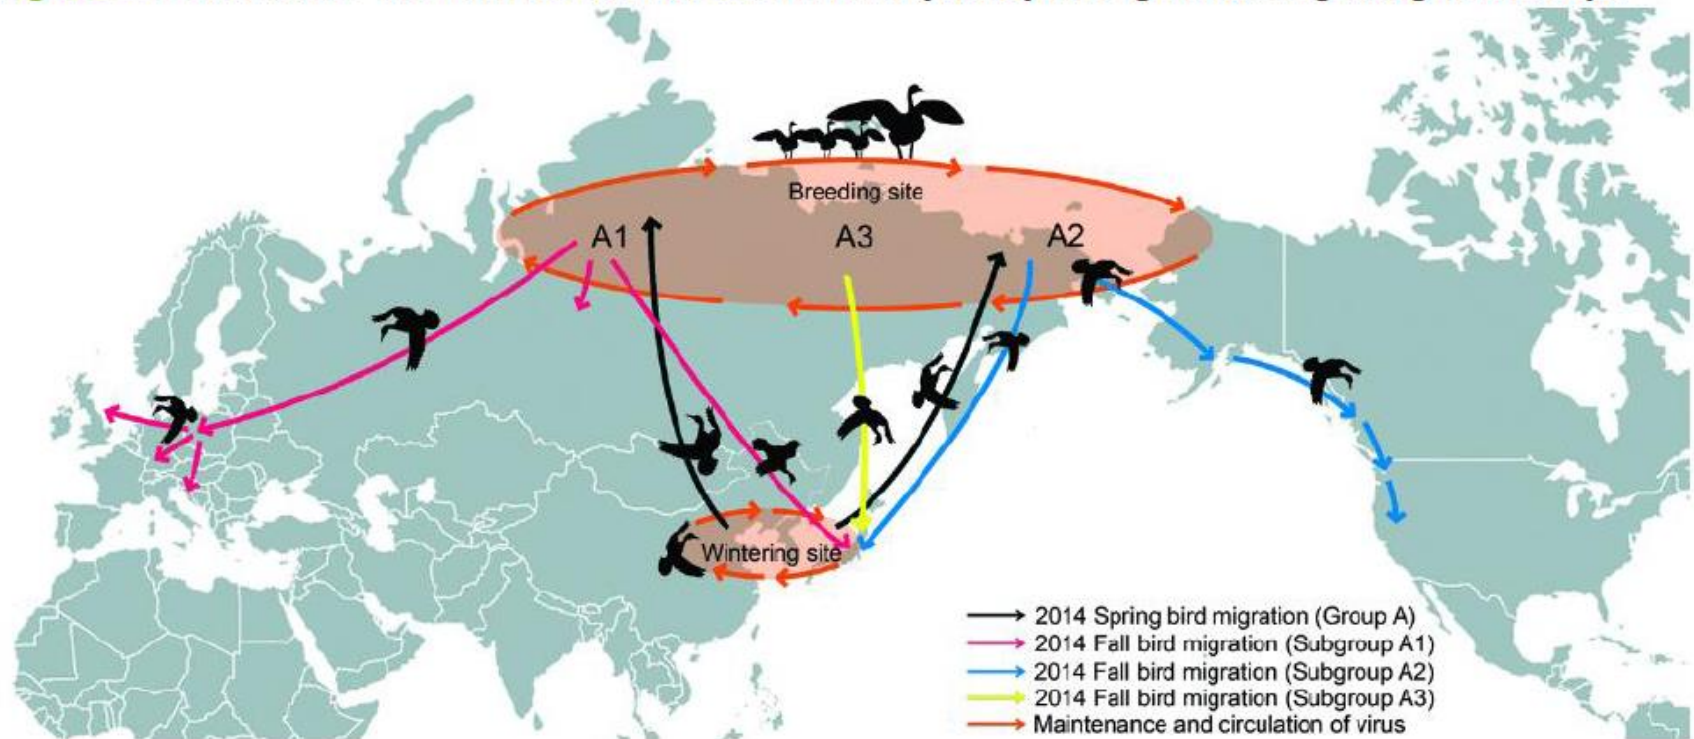 Breeding site
A1
A3
A2
Wintering site
2014 Spring bird migration (Group A)
2014 Fall bird migration (Subgroup A1)
2014 Fall bird migration (Subgroup A2)
2014 Fall bird migration (Subgroup A3)
Maintenance and circulation of virus